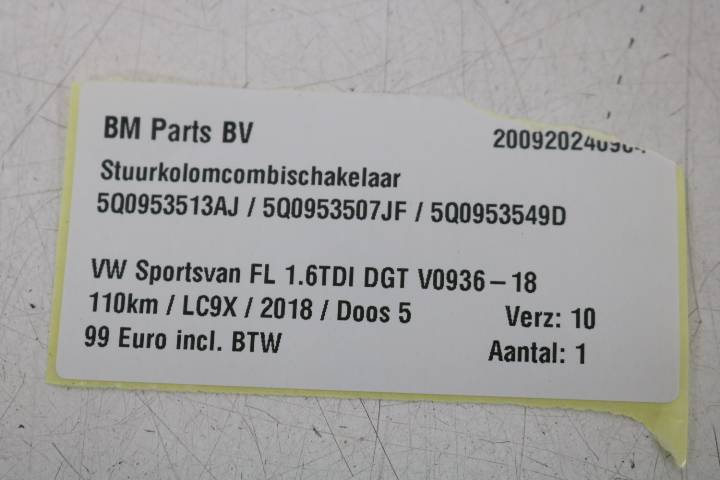 BM Parts BV
Stuurkolomcombischakelaar
5Q0953513AJ / 5Q0953507JF / 5Q0953549D
VW Sportsvan FL 1.6TDI DGT V0936-18
110km / LC9X / 2018 / Doos 5 Verz: 10
99 Euro incl. BTW Aantal: 1